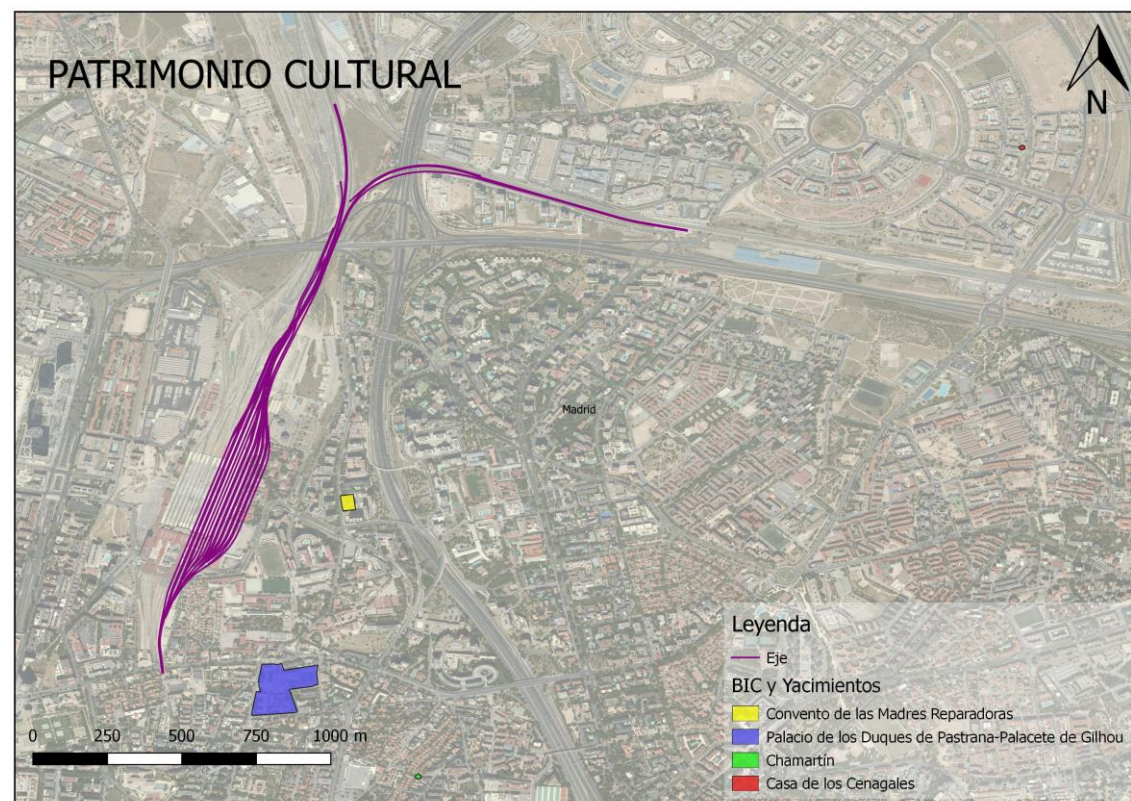 PATRIMONIO CULTURAL
N
Madrid
Leyenda
Eje
BIC y Yacimientos
Convento de las Madres Reparadoras
Palacio de los Duques de Pastrana-Palacete de Gilhou
Chamartín
Casa de los Cenagales
0 250 500 750 1000 m